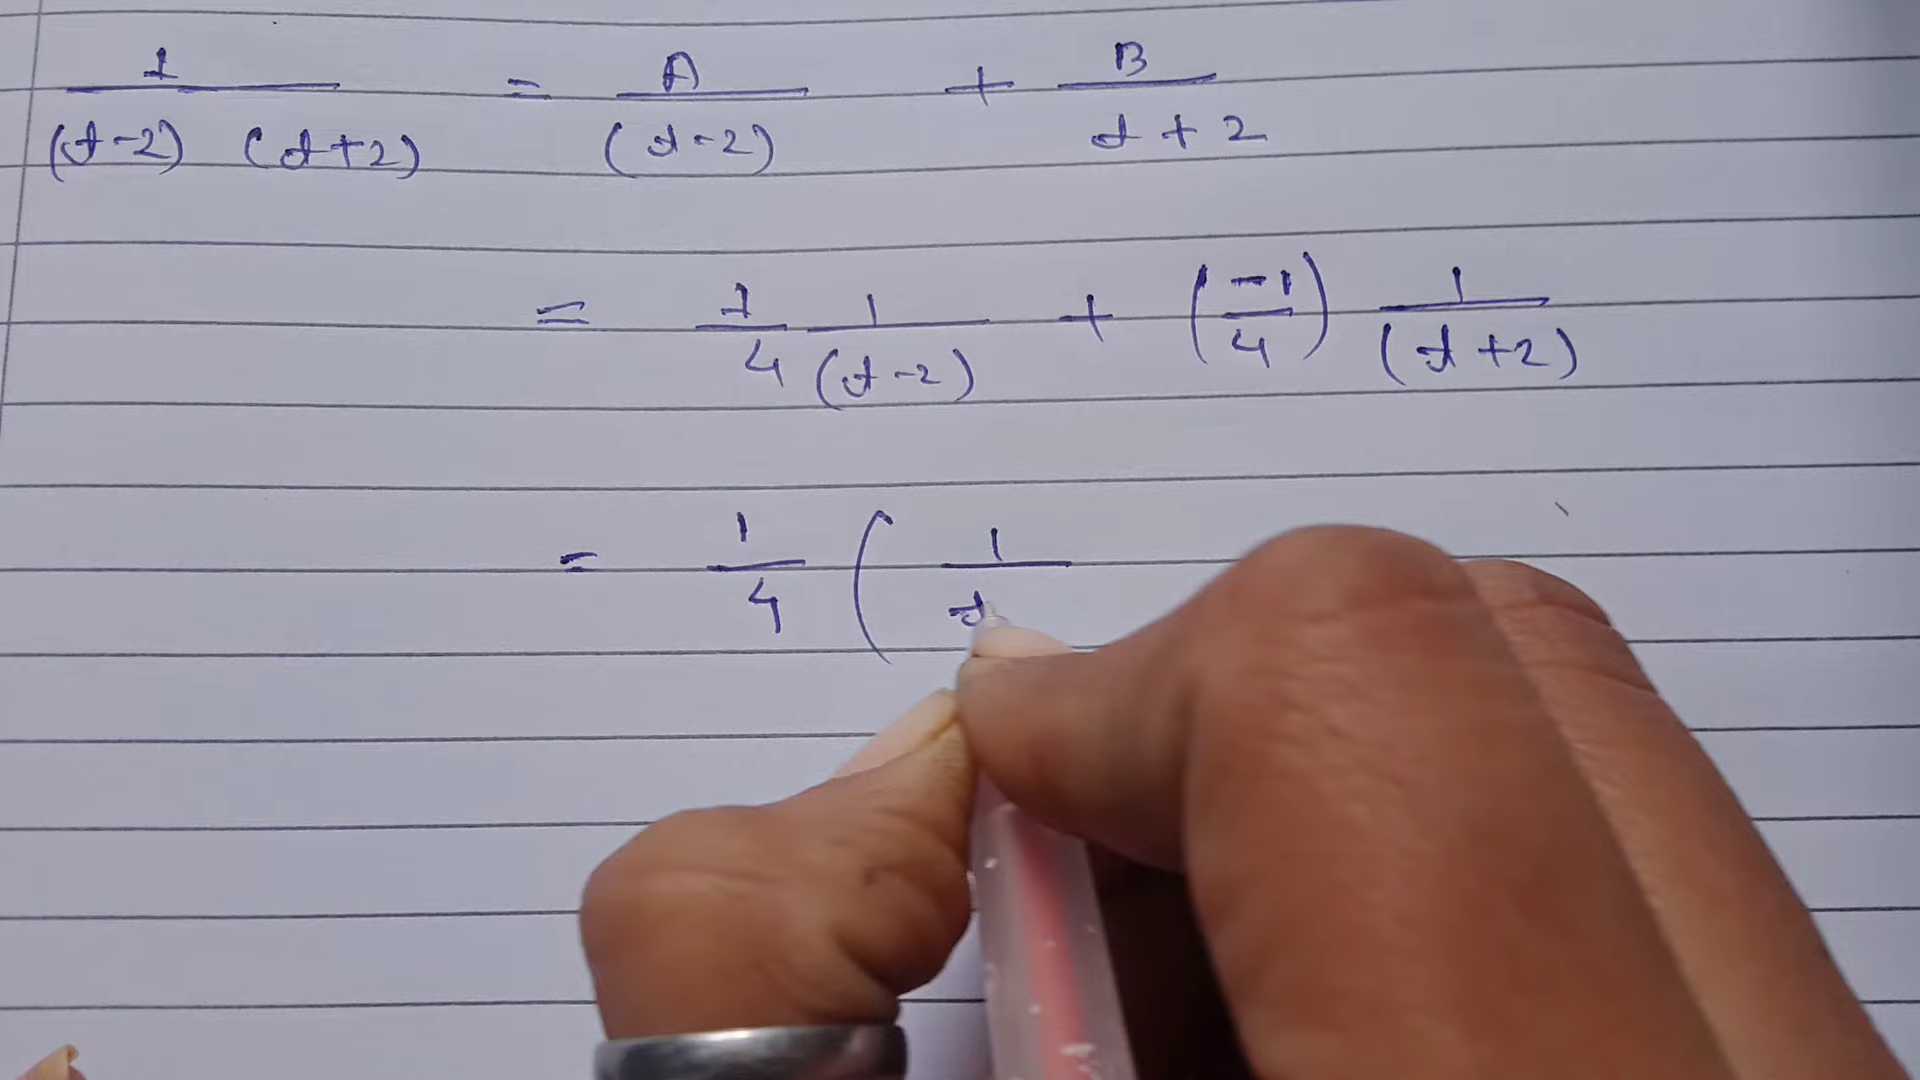 1/((t-2) (t+2)) = A/(t-2) + B/(t+2)
= 1/4 1/(t-2) + (-1/4) 1/(t+2)
= 1/4 ( 1/t